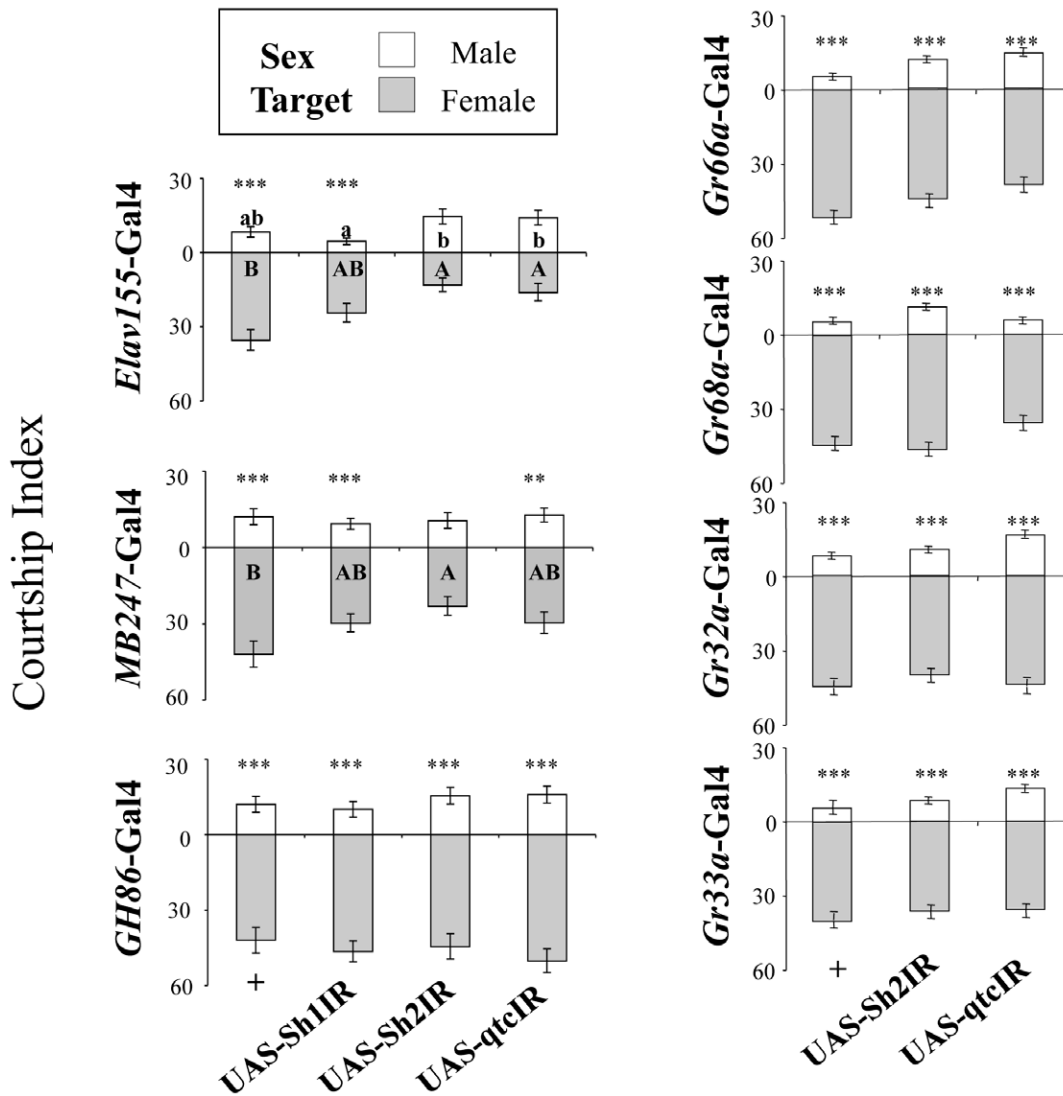 Sex Male
Target Female
Courtship Index
Elav155-Gal4
30
0
30
60
*** *** 
ab a b b
B AB A A
MB247-Gal4
30
0
30
60
*** *** **
B AB A AB
GH86-Gal4
30
0
30
60
*** *** *** ***
+
UAS-Sh1IR
UAS-Sh2IR
UAS-qtcIR
Gr66a-Gal4
30
0
30
60
*** *** ***
Gr68a-Gal4
30
0
30
60
*** *** ***
Gr32a-Gal4
30
0
30
60
*** *** ***
Gr33a-Gal4
30
0
30
60
*** *** ***
+
UAS-Sh2IR
UAS-qtcIR